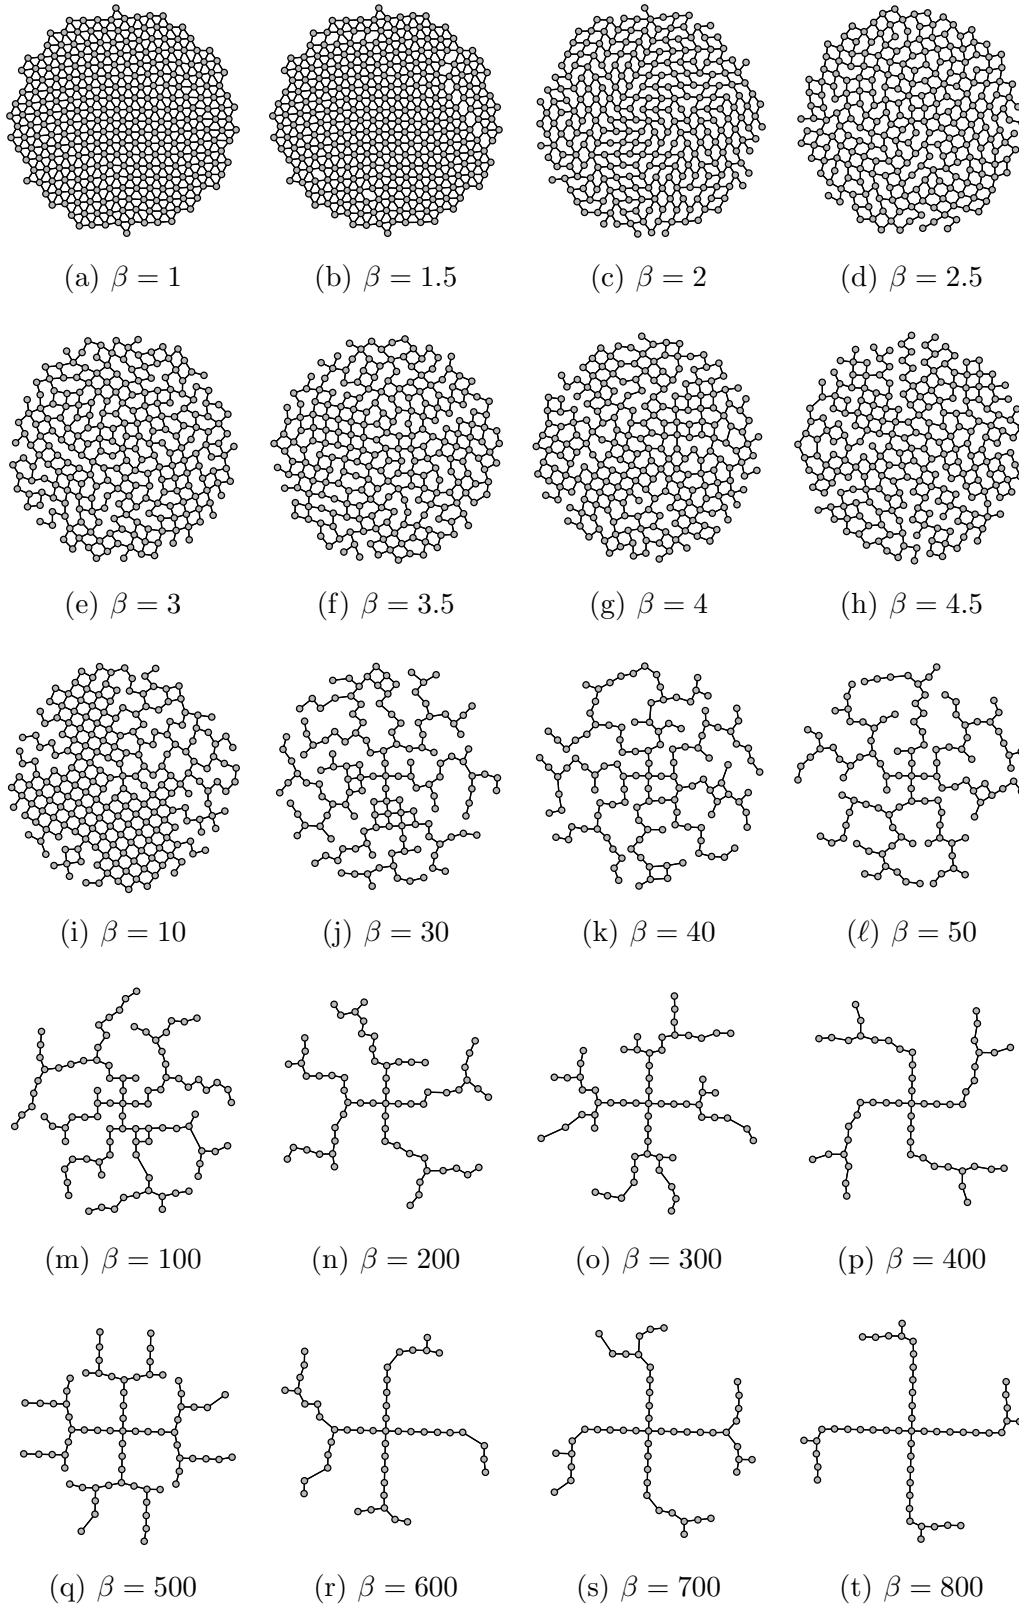 (a) β = 1 (b) β = 1.5 (c) β = 2 (d) β = 2.5
(e) β = 3 (f) β = 3.5 (g) β = 4 (h) β = 4.5
(i) β = 10 (j) β = 30 (k) β = 40 (ℓ) β = 50
(m) β = 100 (n) β = 200 (o) β = 300 (p) β = 400
(q) β = 500 (r) β = 600 (s) β = 700 (t) β = 800